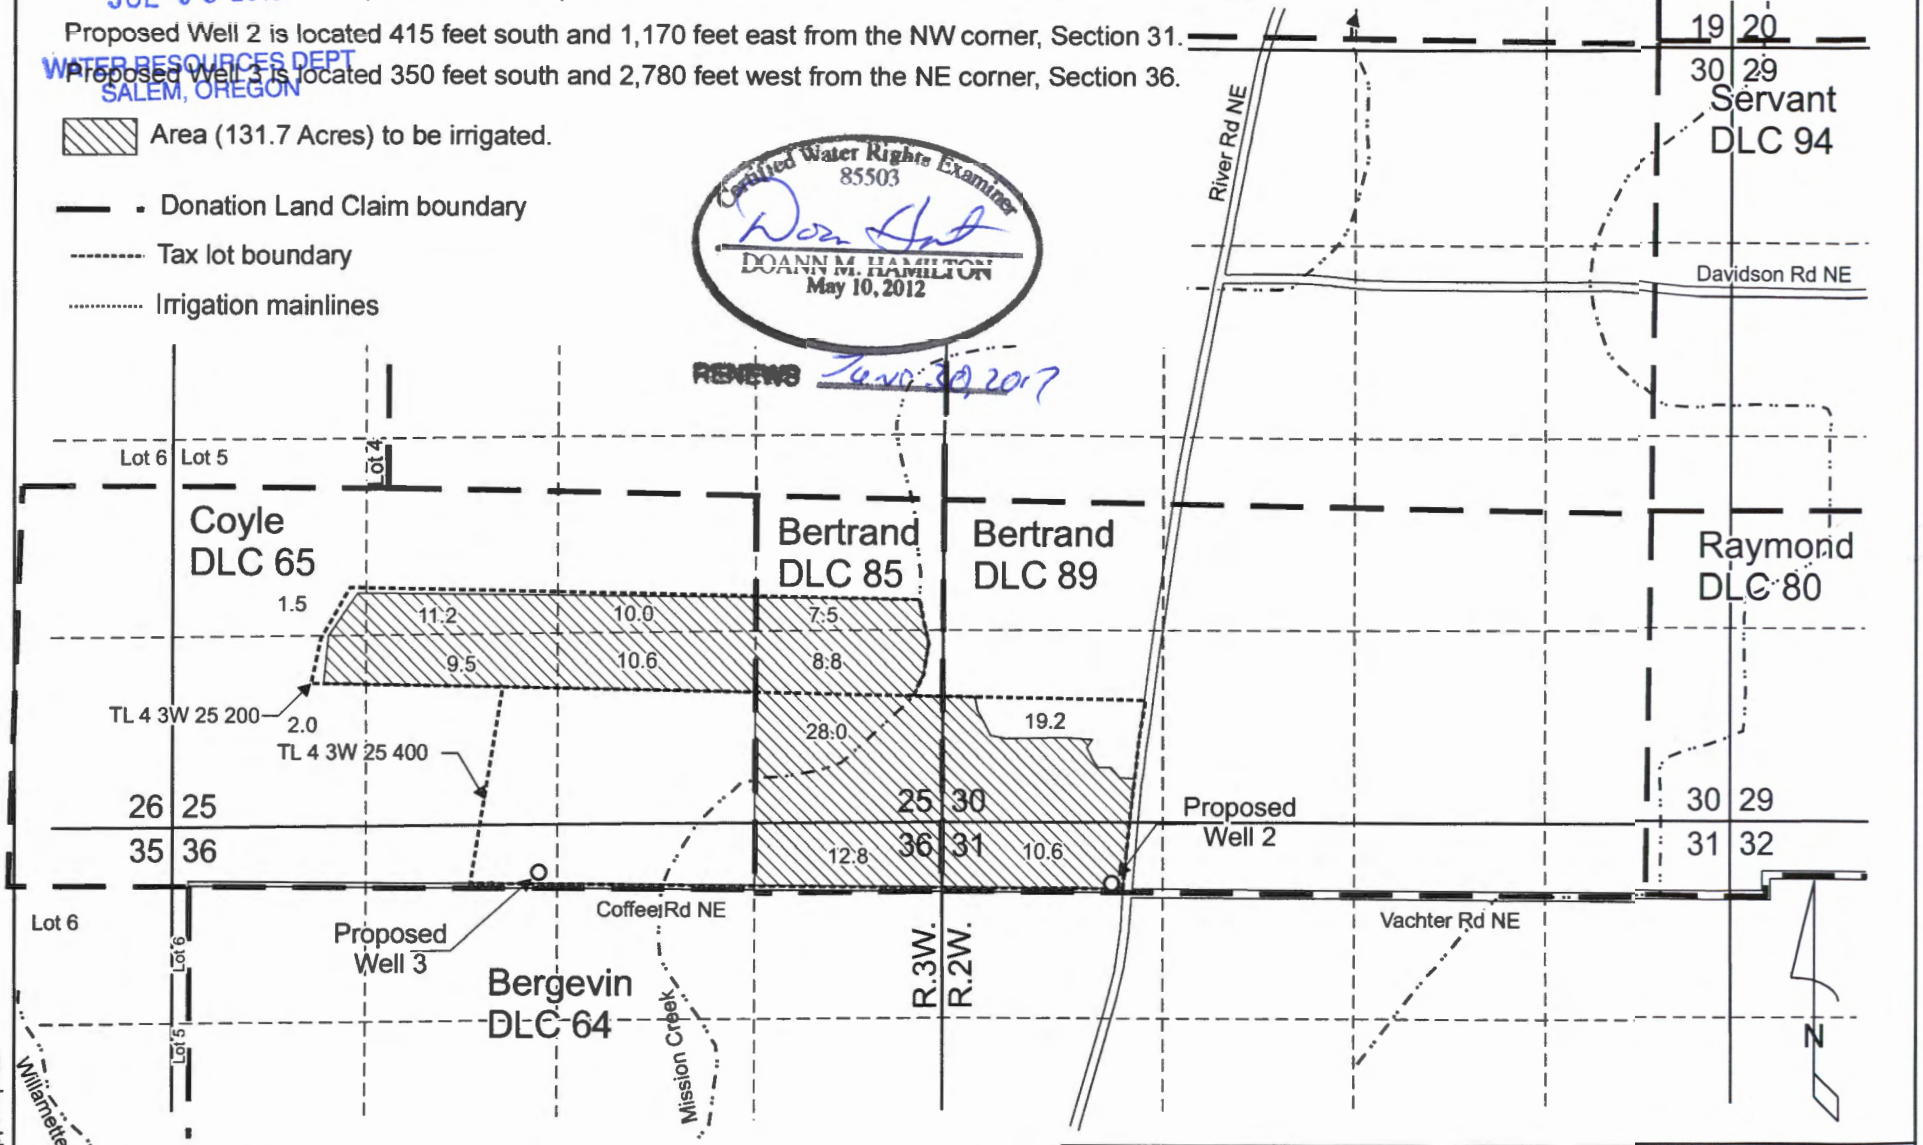 Proposed Well 2 is located 415 feet south and 1,170 feet east from the NW corner, Section 31.
WATER RESOURCES DEPT
Proposed Well 3 is located 350 feet south and 2,780 feet west from the NE corner, Section 36.
SALEM, OREGON
Area (131.7 Acres) to be irrigated.
Donation Land Claim boundary
Tax lot boundary
Irrigation mainlines
Certified Water Rights Examiner
85503
DOANN M. HAMILTON
May 10, 2012
RENEWS June 30, 2017
River Rd NE
19 20
30 29
Servant
DLC 94
Davidson Rd NE
Lot 6 Lot 5
Lot 4
Coyle
DLC 65
Bertrand
DLC 85
Bertrand
DLC 89
Raymond
DLC 80
1.5
11.2
10.0
7.5
9.5
10.6
8.8
TL 4 3W 25 200
2.0
TL 4 3W 25 400
28.0
19.2
26 25
25 30
30 29
35 36
12.8
36 31
10.6
31 32
Proposed
Well 2
Lot 6
Lot 6
Coffee Rd NE
Vachter Rd NE
Proposed
Well 3
Bergevin
DLC 64
R.3W.
R.2W.
Lot 5
Mission Creek
Willamette
N